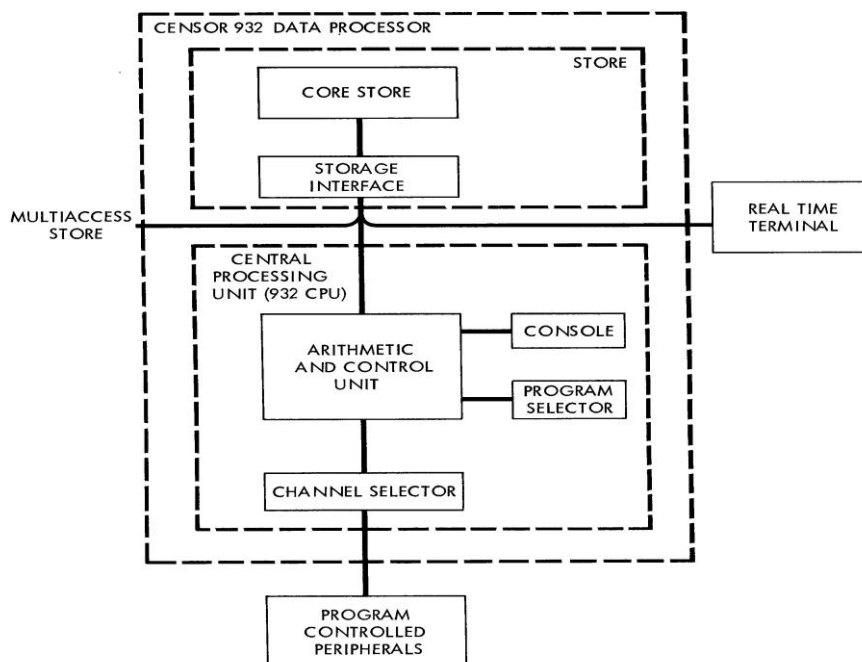 CENSOR 932 DATA PROCESSOR
STORE
CORE STORE
STORAGE
INTERFACE
MULTIACCESS
STORE
REAL TIME
TERMINAL
CENTRAL
PROCESSING
UNIT (932 CPU)
ARITHMETIC
AND CONTROL
UNIT
CONSOLE
PROGRAM
SELECTOR
CHANNEL SELECTOR
PROGRAM
CONTROLLED
PERIPHERALS